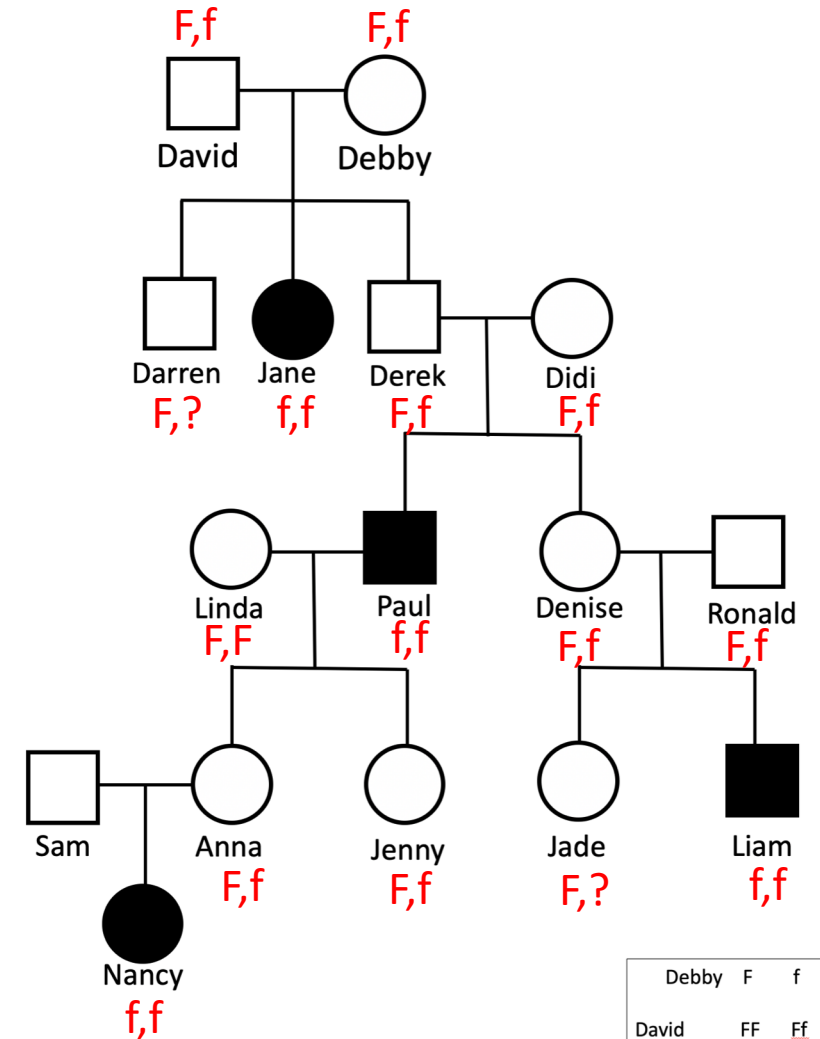 F,f F,f
David Debby
Darren Jane Derek Didi
F,? f,f F,f F,f
Linda Paul Denise Ronald
F,F f,f F,f F,f
Sam Anna Jenny Jade Liam
F,f F,f F,? f,f
Nancy
f,f
Debby F f
David FF Ff